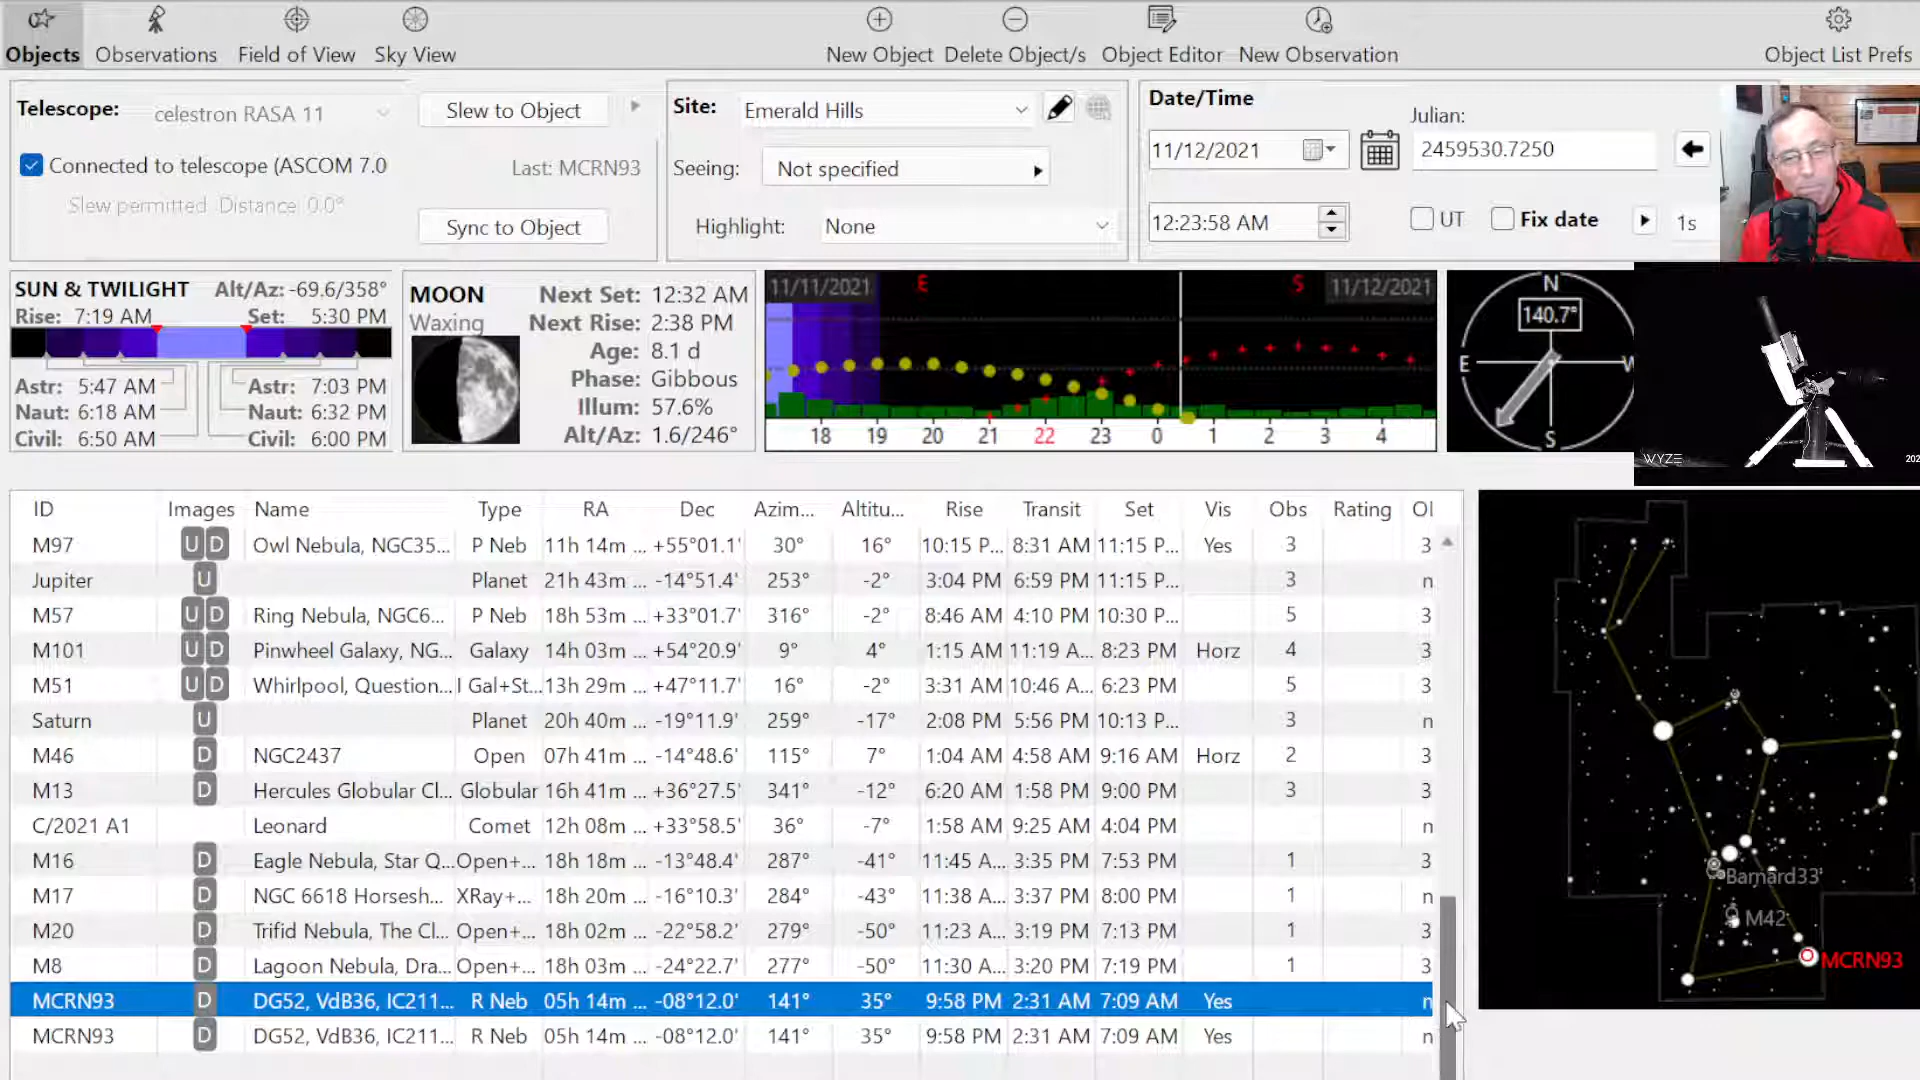 Objects Observations Field of View Sky View New Object Delete Object/s Object Editor New Observation Object List Prefs
Telescope: celestron RASA 11 Slew to Object
Connected to telescope (ASCOM 7.0 Last: MCRN93
Slew permitted Distance 0.0°
Sync to Object
Site: Emerald Hills
Seeing: Not specified
Highlight: None
Date/Time
Julian:
11/12/2021 2459530.7250
12:23:58 AM UT Fix date 1s
SUN & TWILIGHT Alt/Az: -69.6/358°
Rise: 7:19 AM Set: 5:30 PM
Astr: 5:47 AM Astr: 7:03 PM
Naut: 6:18 AM Naut: 6:32 PM
Civil: 6:50 AM Civil: 6:00 PM
MOON Next Set: 12:32 AM
Waxing Next Rise: 2:38 PM
Age: 8.1 d
Phase: Gibbous
Illum: 57.6%
Alt/Az: 1.6/246°
11/11/2021 E S 11/12/2021
18 19 20 21 22 23 0 1 2 3 4
N
140.7°
E W
S
WYZE 202
ID Images Name Type RA Dec Azim... Altitu... Rise Transit Set Vis Obs Rating Ol
M97 U D Owl Nebula, NGC35... P Neb 11h 14m ... +55°01.1' 30° 16° 10:15 P... 8:31 AM 11:15 P... Yes 3 3
Jupiter U Planet 21h 43m ... -14°51.4' 253° -2° 3:04 PM 6:59 PM 11:15 P... 3 n
M57 U D Ring Nebula, NGC6... P Neb 18h 53m ... +33°01.7' 316° -2° 8:46 AM 4:10 PM 10:30 P... 5 3
M101 U D Pinwheel Galaxy, NG... Galaxy 14h 03m ... +54°20.9' 9° 4° 1:15 AM 11:19 A... 8:23 PM Horz 4 3
M51 U D Whirlpool, Question... I Gal+St... 13h 29m ... +47°11.7' 16° -2° 3:31 AM 10:46 A... 6:23 PM 5 3
Saturn U Planet 20h 40m ... -19°11.9' 259° -17° 2:08 PM 5:56 PM 10:13 P... 3 n
M46 D NGC2437 Open 07h 41m ... -14°48.6' 115° 7° 1:04 AM 4:58 AM 9:16 AM Horz 2 3
M13 D Hercules Globular Cl... Globular 16h 41m ... +36°27.5' 341° -12° 6:20 AM 1:58 PM 9:00 PM 3 3
C/2021 A1 Leonard Comet 12h 08m ... +33°58.5' 36° -7° 1:58 AM 9:25 AM 4:04 PM n
M16 D Eagle Nebula, Star Q... Open+... 18h 18m ... -13°48.4' 287° -41° 11:45 A... 3:35 PM 7:53 PM 1 3
M17 D NGC 6618 Horsesh... XRay+... 18h 20m ... -16°10.3' 284° -43° 11:38 A... 3:37 PM 8:00 PM 1 n
M20 D Trifid Nebula, The Cl... Open+... 18h 02m ... -22°58.2' 279° -50° 11:23 A... 3:19 PM 7:13 PM 1 3
M8 D Lagoon Nebula, Dra... Open+... 18h 03m ... -24°22.7' 277° -50° 11:30 A... 3:20 PM 7:19 PM 1 3
MCRN93 D DG52, VdB36, IC211... R Neb 05h 14m ... -08°12.0' 141° 35° 9:58 PM 2:31 AM 7:09 AM Yes n
MCRN93 D DG52, VdB36, IC211... R Neb 05h 14m ... -08°12.0' 141° 35° 9:58 PM 2:31 AM 7:09 AM Yes n
Barnard33
M42
MCRN93